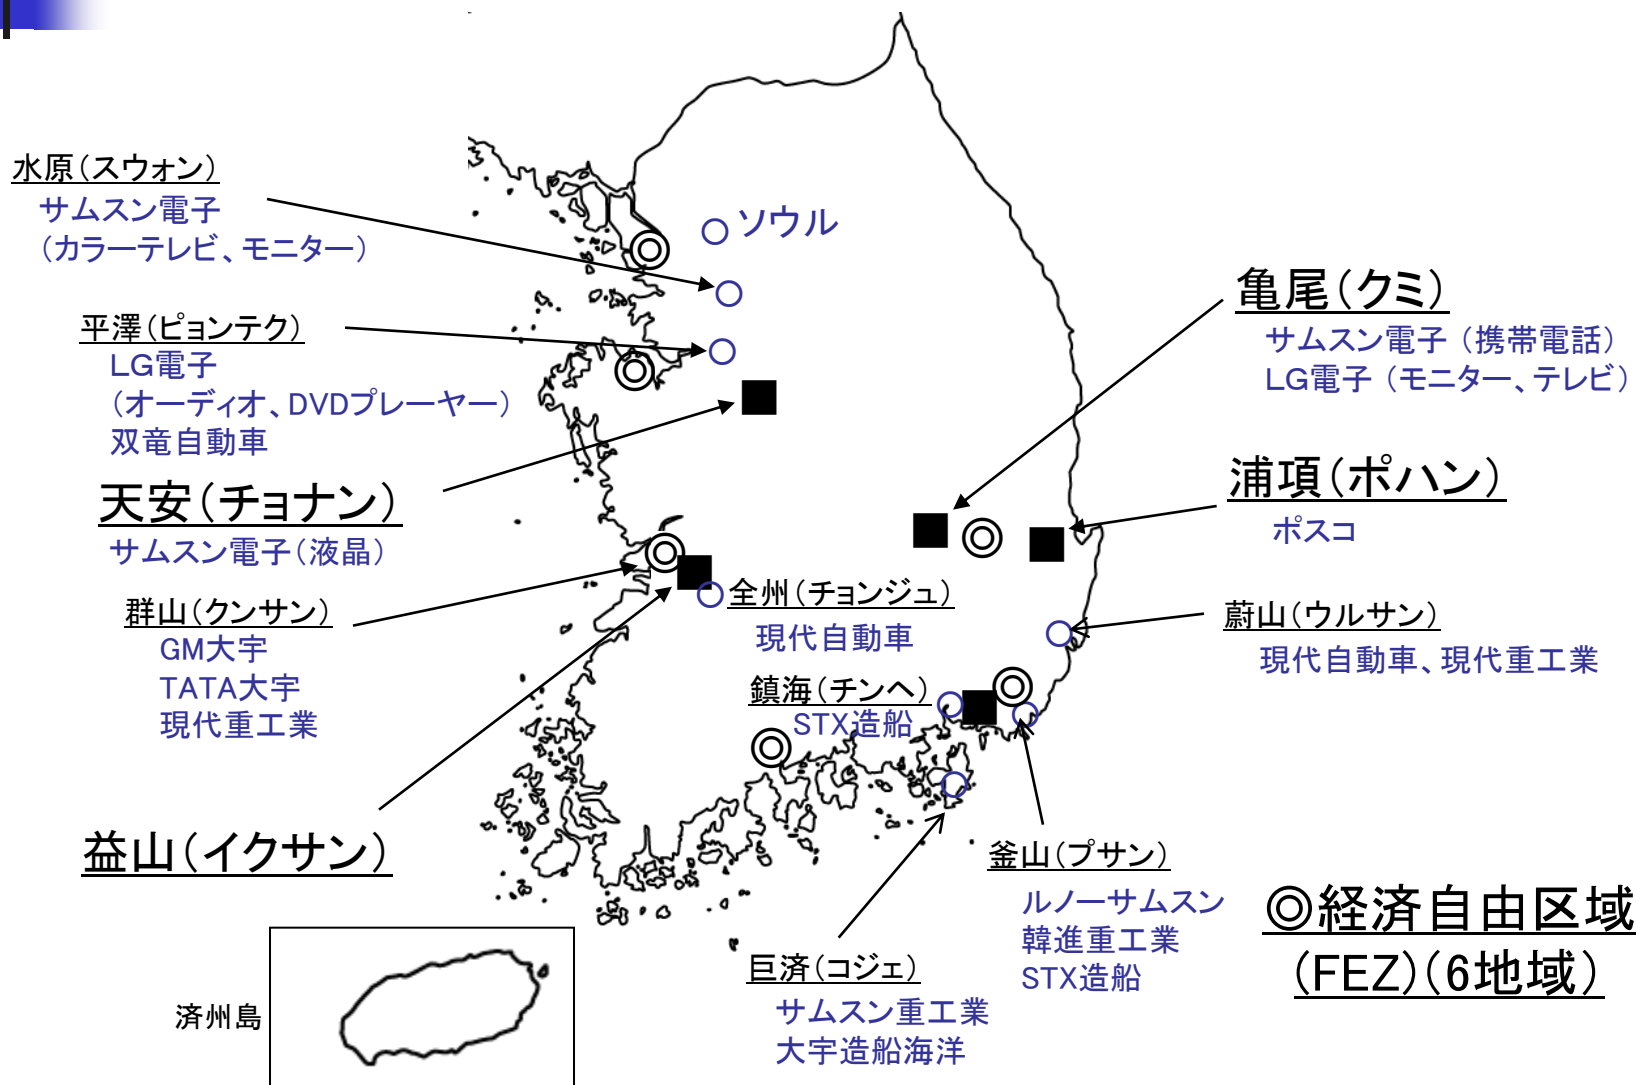 水原（スウォン）
サムスン電子
（カラーテレビ、モニター）
ソウル
平澤（ピョンテク）
LG電子
（オーディオ、DVDプレーヤー）
双竜自動車
天安（チョナン）
サムスン電子（液晶）
群山（クンサン）
GM大宇
TATA大宇
現代重工業
益山（イクサン）
済州島
全州（チョンジュ）
現代自動車
鎮海（チンヘ）
STX造船
亀尾（クミ）
サムスン電子（携帯電話）
LG電子（モニター、テレビ）
浦項（ポハン）
ポスコ
蔚山（ウルサン）
現代自動車、現代重工業
釜山（プサン）
ルノーサムスン
韓進重工業
STX造船
巨済（コジェ）
サムスン重工業
大宇造船海洋
◎経済自由区域
（FEZ）（6地域）